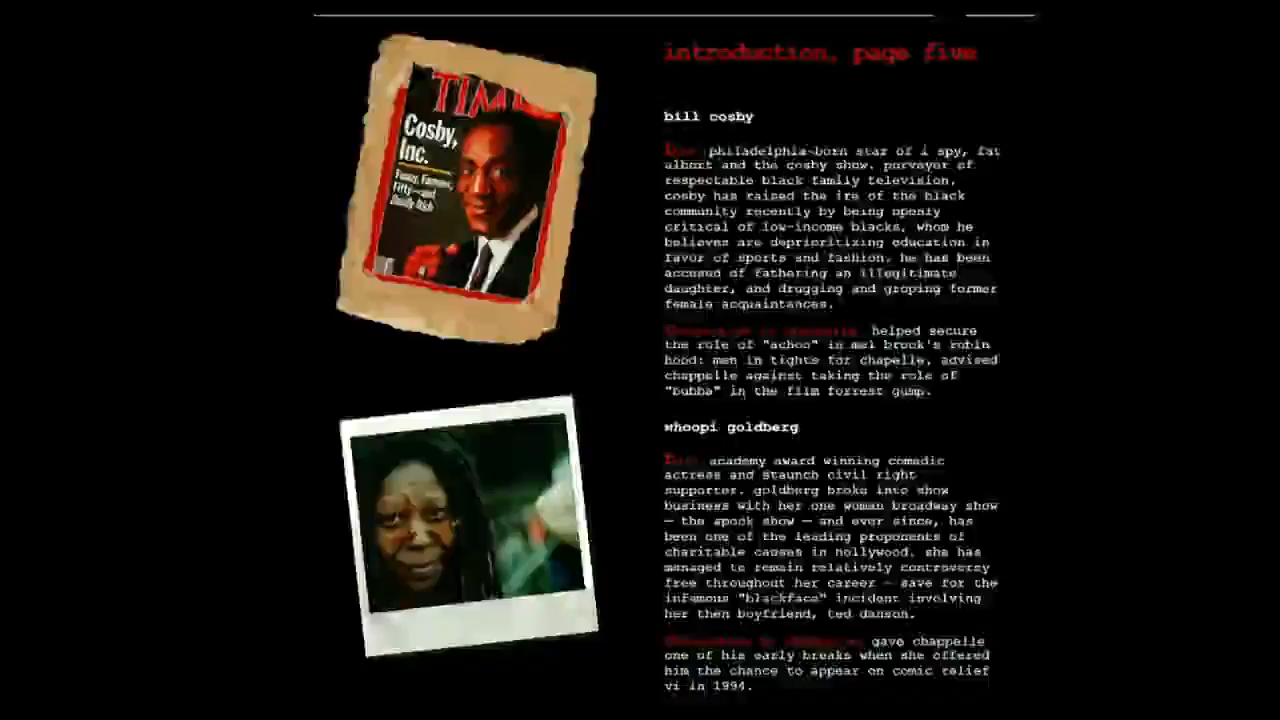 TIME
Cosby,
Inc.
Funny, Famous,
Fifty—and
Filthy Rich
introduction, page five
bill cosby
philadelphia-born star of i spy, fat
albert and the cosby show. purveyor of
respectable black family television,
cosby has raised the ire of the black
community recently by being openly
critical of low-income blacks, whom he
believes are deprioritizing education in
favor of sports and fashion. he has been
accused of fathering an illegitimate
daughter, and drugging and groping former
female acquaintances.
helped secure
the role of "achoo" in mel brook's robin
hood: men in tights for chapelle, advised
chappelle against taking the role of
"bubba" in the film forrest gump.
whoopi goldberg
academy award winning comedic
actress and staunch civil right
supporter. goldberg broke into show
business with her one woman broadway show
— the spook show — and ever since, has
been one of the leading proponents of
charitable causes in hollywood. she has
managed to remain relatively controversy
free throughout her career — save for the
infamous "blackface" incident involving
her then boyfriend, ted danson.
gave chappelle
one of his early breaks when she offered
him the chance to appear on comic relief
vi in 1994.